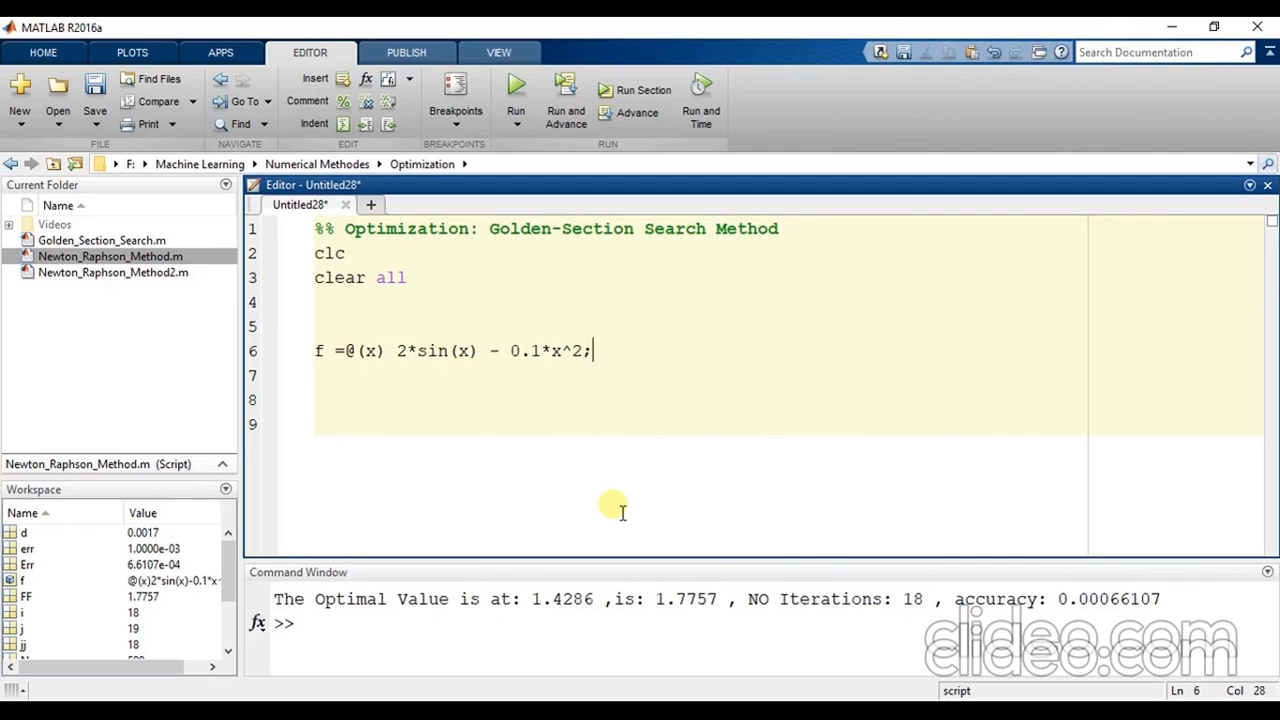 MATLAB R2016a
HOME PLOTS APPS EDITOR PUBLISH VIEW Search Documentation
New Open Save Find Files Compare Print Go To Find Insert Comment Indent Breakpoints Run Run and Advance Run Section Advance Run and Time
FILE NAVIGATE EDIT BREAKPOINTS RUN
F: Machine Learning Numerical Methodes Optimization
Current Folder
Name
Videos
Golden_Section_Search.m
Newton_Raphson_Method.m
Newton_Raphson_Method2.m
Newton_Raphson_Method.m (Script)
Workspace
Name Value
d 0.0017
err 1.0000e-03
Err 6.6107e-04
f @(x)2*sin(x)-0.1*x
FF 1.7757
i 18
j 19
jj 18
Editor - Untitled28*
Untitled28*
1 %% Optimization: Golden-Section Search Method
2 clc
3 clear all
4
5
6 f =@(x) 2*sin(x) - 0.1*x^2;
7
8
9
Command Window
The Optimal Value is at: 1.4286 ,is: 1.7757 , NO Iterations: 18 , accuracy: 0.00066107
fx >>
clideo.com
clideo.com
script Ln 6 Col 28